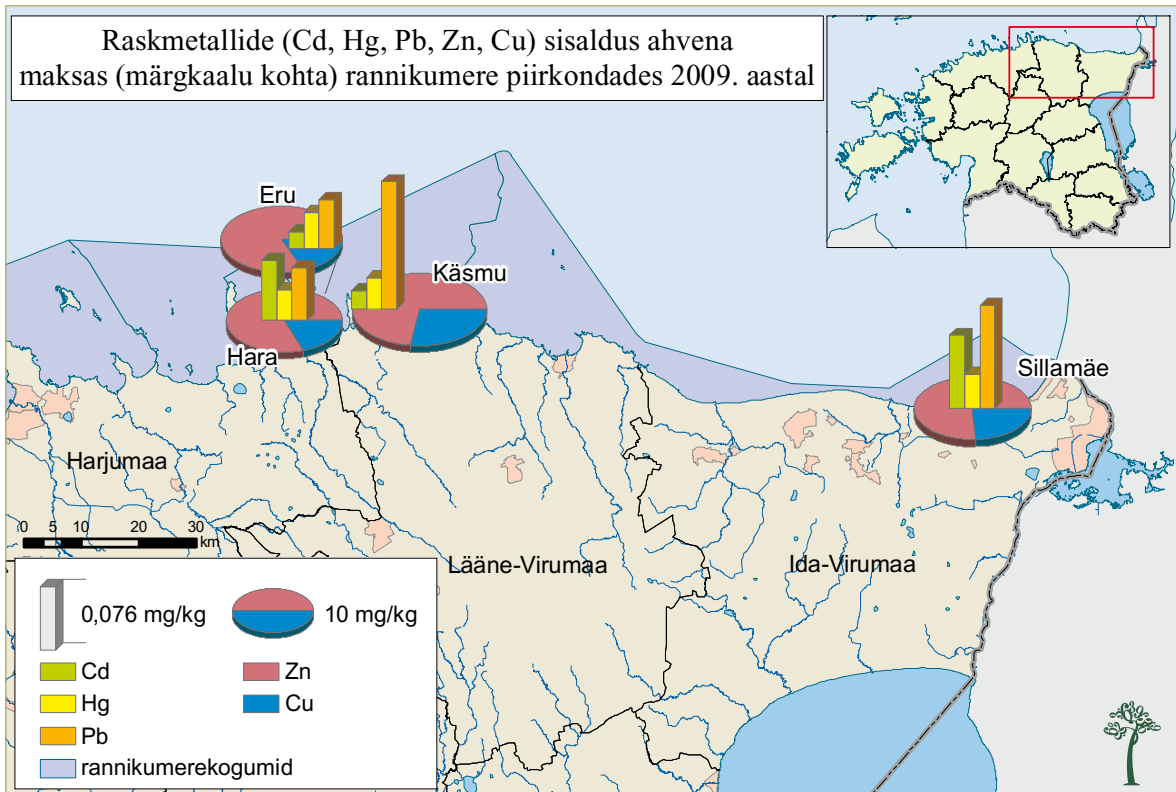 Raskmetallide (Cd, Hg, Pb, Zn, Cu) sisaldus ahvena
maksas (märgkaalu kohta) rannikumere piirkondades 2009. aastal
Eru
Käsmu
Hara
Sillamäe
Harjumaa
Lääne-Virumaa
Ida-Virumaa
0 5 10 20 30
km
0,076 mg/kg
10 mg/kg
Cd
Zn
Hg
Cu
Pb
rannikumerekogumid